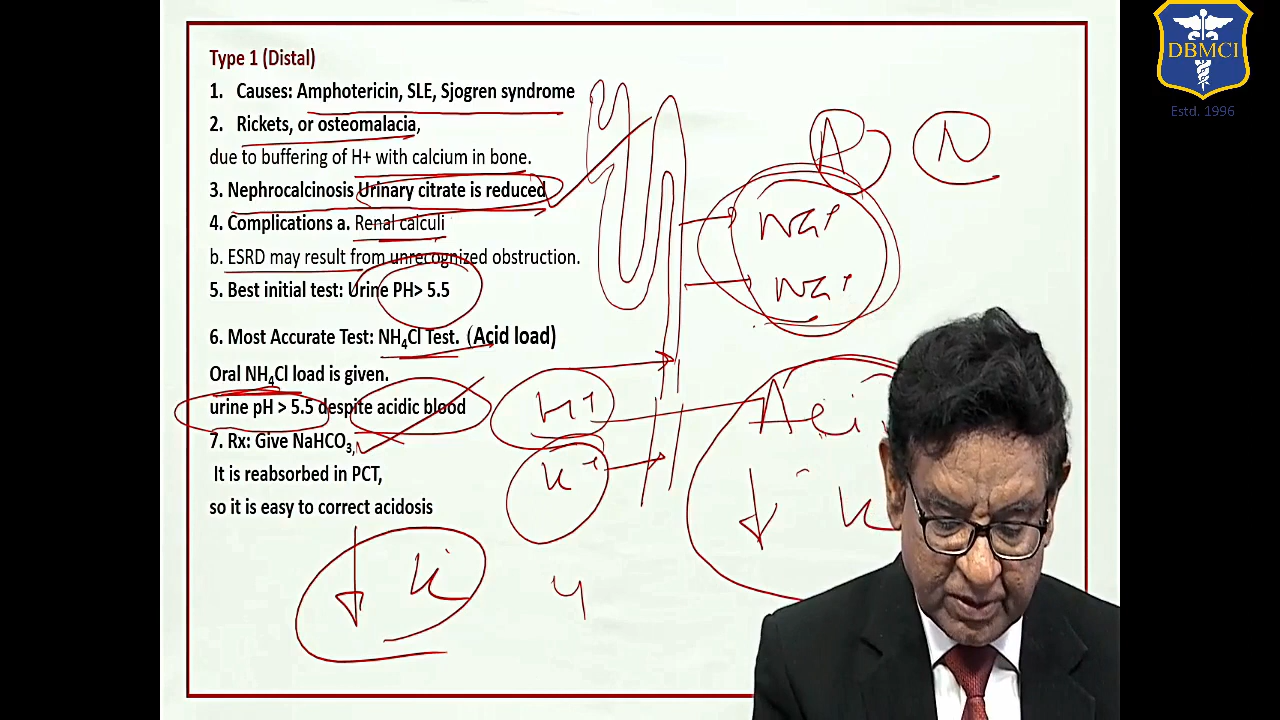 Type 1 (Distal)
1. Causes: Amphotericin, SLE, Sjogren syndrome
2. Rickets, or osteomalacia,
due to buffering of H+ with calcium in bone.
3. Nephrocalcinosis Urinary citrate is reduced
4. Complications a. Renal calculi
b. ESRD may result from unrecognized obstruction.
5. Best initial test: Urine PH> 5.5
6. Most Accurate Test: NH4Cl Test. (Acid load)
Oral NH4Cl load is given.
urine pH > 5.5 despite acidic blood
7. Rx: Give NaHCO3,
It is reabsorbed in PCT,
so it is easy to correct acidosis
A
N
Na+
Na+
H+
K+
Aci
↓ K
↓ K
4
DBMCI
Estd. 1996